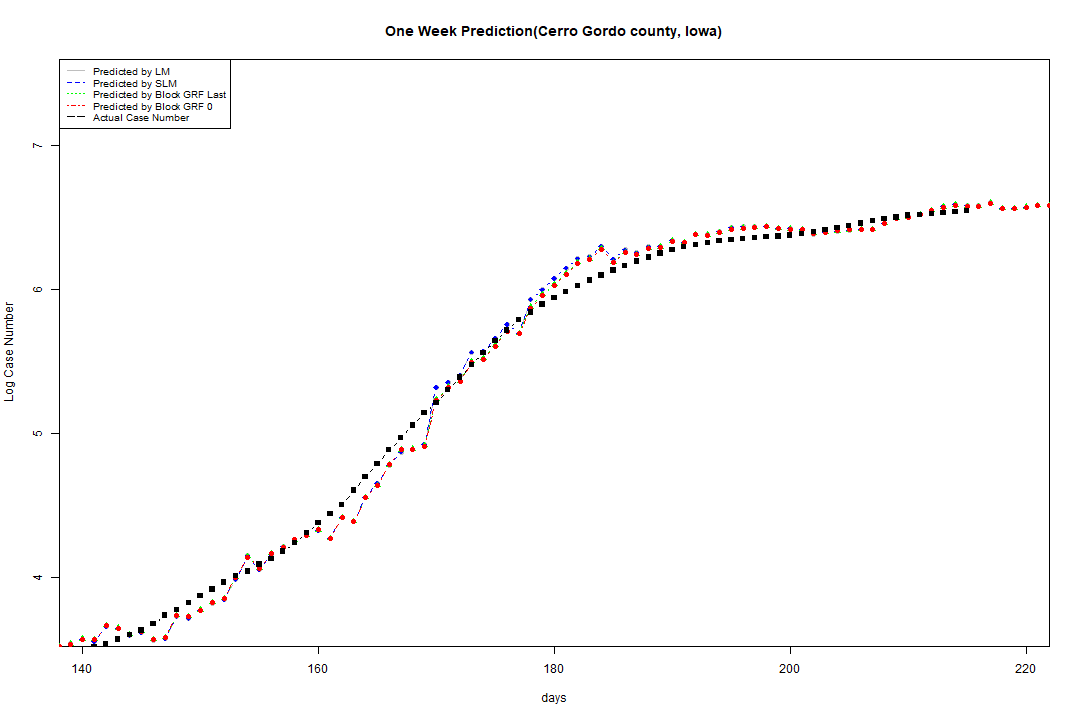 One Week Prediction(Cerro Gordo county, Iowa)
Predicted by LM
Predicted by SLM
Predicted by Block GRF Last
Predicted by Block GRF 0
Actual Case Number
7
6
5
4
Log Case Number
140 160 180 200 220
days